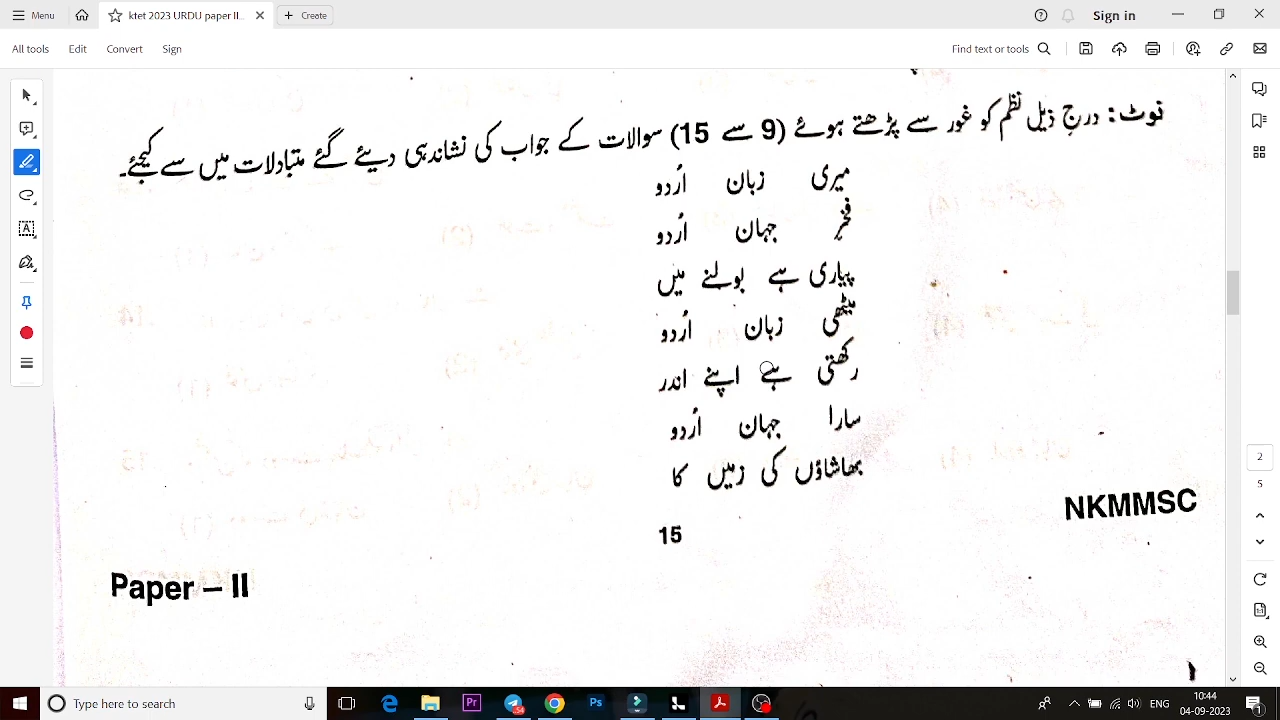 Menu
ktet 2023 URDU paper II..
Create
Sign in
All tools
Edit
Convert
Sign
Find text or tools
نوٹ: درج ذیل نظم کو غور سے پڑھتے ہوئے (9 سے 15) سوالات کے جواب کی نشاندہی دیئے گئے متبادلات میں سے کیجئے۔
میری زبان اُردو
فخرِ جہان اُردو
پیاری ہے بولنے میں
میٹھی زبان اُردو
رکھتی ہے اپنے اندر
سارا جہان اُردو
بھاشاؤں کی زمیں کا
NKMMSC
15
Paper – II
2
5
Type here to search
ENG
10:44
04-09-2023